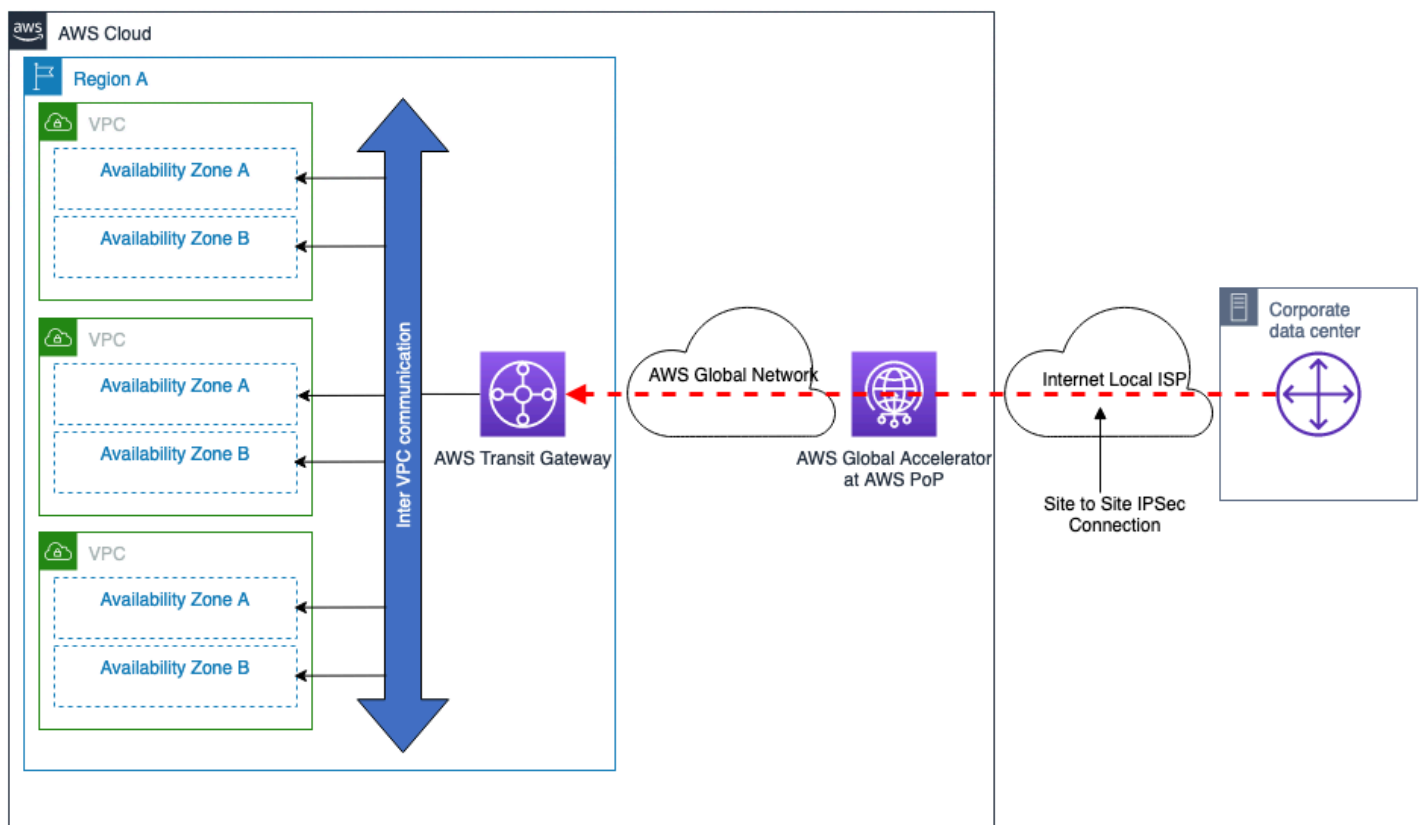 aws
AWS Cloud
Region A
VPC
Availability Zone A
Availability Zone B
VPC
Availability Zone A
Availability Zone B
VPC
Availability Zone A
Availability Zone B
Inter VPC communication
AWS Transit Gateway
AWS Global Network
AWS Global Accelerator
at AWS PoP
Internet Local ISP
Site to Site IPSec
Connection
Corporate
data center